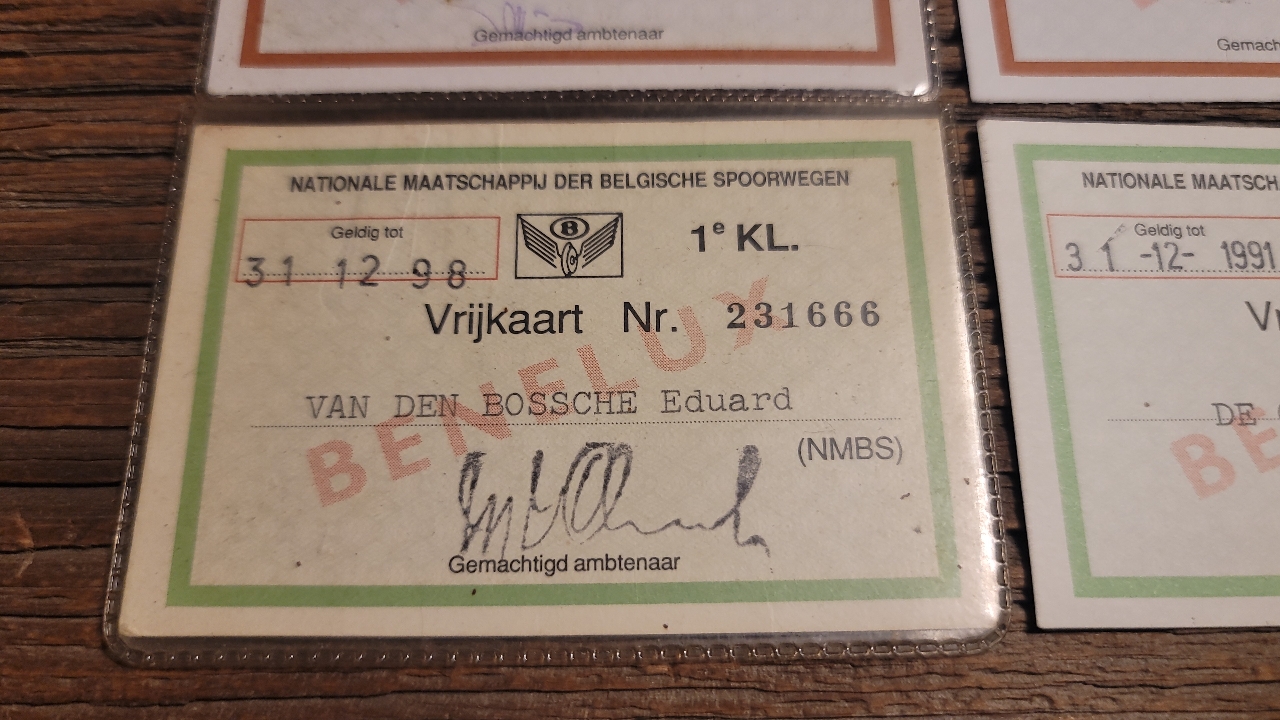 Gemachtigd ambtenaar
Gemach
NATIONALE MAATSCHAPPIJ DER BELGISCHE SPOORWEGEN
Geldig tot
31 12 98
B
1e KL.
Vrijkaart Nr. 231666
BENELUX
VAN DEN BOSSCHE Eduard
(NMBS)
Gemachtigd ambtenaar
NATIONALE MAATSCH
Geldig tot
31 -12- 1991
V
DE
BE